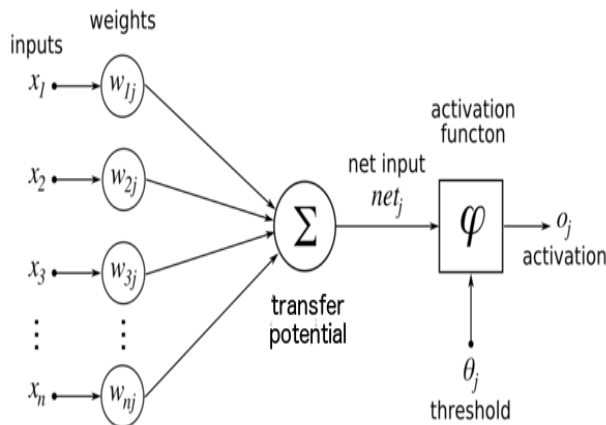 weights
inputs
x1
w1j
x2
w2j
x3
w3j
⋮
⋮
xn
wnj
Σ
transfer
potential
net input
netj
activation
functon
φ
oj
activation
θj
threshold